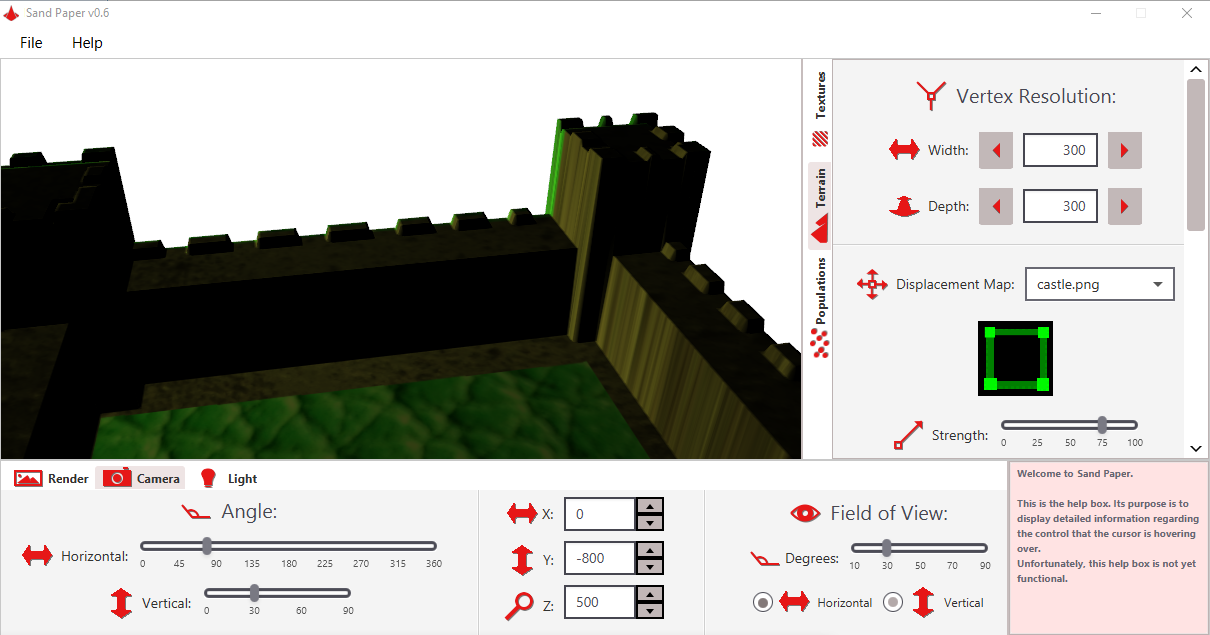 Sand Paper v0.6
File Help
Textures
Terrain
Populations
Vertex Resolution:
Width: 300
Depth: 300
Displacement Map: castle.png
Strength:
0 25 50 75 100
Render Camera Light
Angle:
Horizontal:
0 45 90 135 180 225 270 315 360
Vertical:
0 30 60 90
X: 0
Y: -800
Z: 500
Field of View:
Degrees:
10 30 50 70 90
Horizontal Vertical
Welcome to Sand Paper.
This is the help box. Its purpose is to
display detailed information regarding
the control that the cursor is hovering
over.
Unfortunately, this help box is not yet
functional.